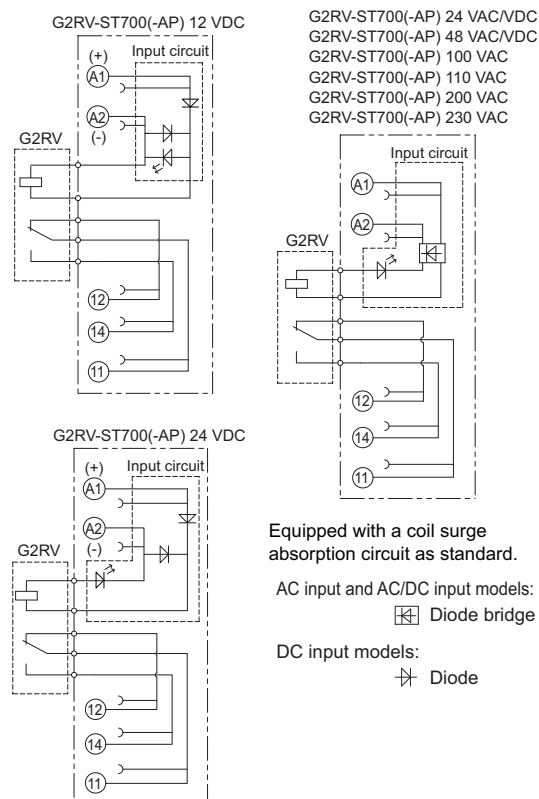 G2RV-ST700(-AP) 12 VDC
(+)
Input circuit
A1
A2
(-)
G2RV
12
14
11
G2RV-ST700(-AP) 24 VDC
(+)
Input circuit
A1
A2
(-)
G2RV
12
14
11
G2RV-ST700(-AP) 24 VAC/VDC
G2RV-ST700(-AP) 48 VAC/VDC
G2RV-ST700(-AP) 100 VAC
G2RV-ST700(-AP) 110 VAC
G2RV-ST700(-AP) 200 VAC
G2RV-ST700(-AP) 230 VAC
Input circuit
A1
A2
G2RV
12
14
11
Equipped with a coil surge
absorption circuit as standard.
AC input and AC/DC input models:
Diode bridge
DC input models:
Diode